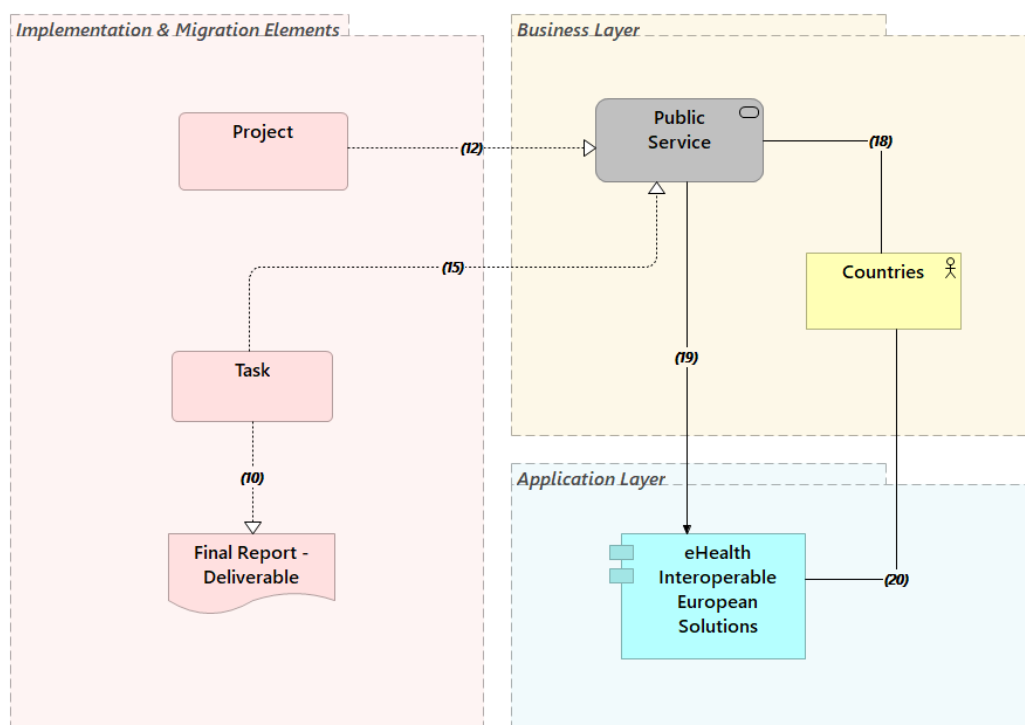 Implementation & Migration Elements
Business Layer
Project
(12)
Public
Service
(18)
(15)
Countries
(19)
Task
(10)
Application Layer
Final Report -
Deliverable
eHealth
Interoperable
European
Solutions
(20)